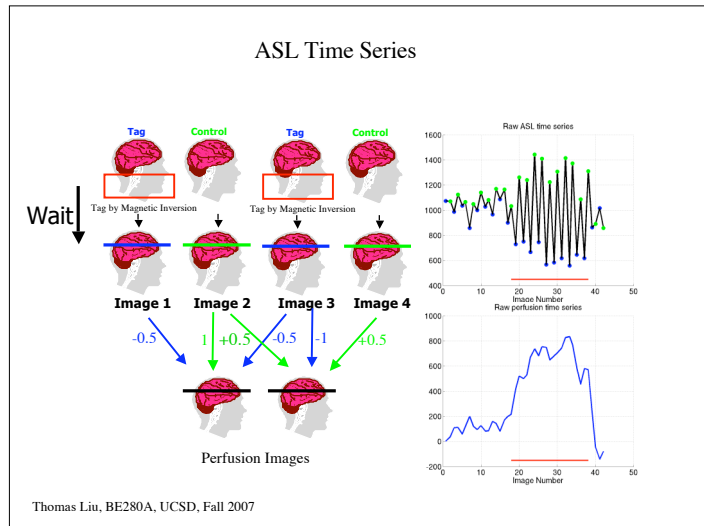 ASL Time Series
Tag
Control
Tag
Control
Tag by Magnetic Inversion
Tag by Magnetic Inversion
Wait
Image 1
Image 2
Image 3
Image 4
-0.5
1
+0.5
-0.5
-1
+0.5
Perfusion Images
Raw ASL time series
1600
1400
1200
1000
800
600
400
0
10
20
30
40
50
Image Number
Raw perfusion time series
1000
800
600
400
200
0
-200
0
10
20
30
40
50
Image Number
Thomas Liu, BE280A, UCSD, Fall 2007